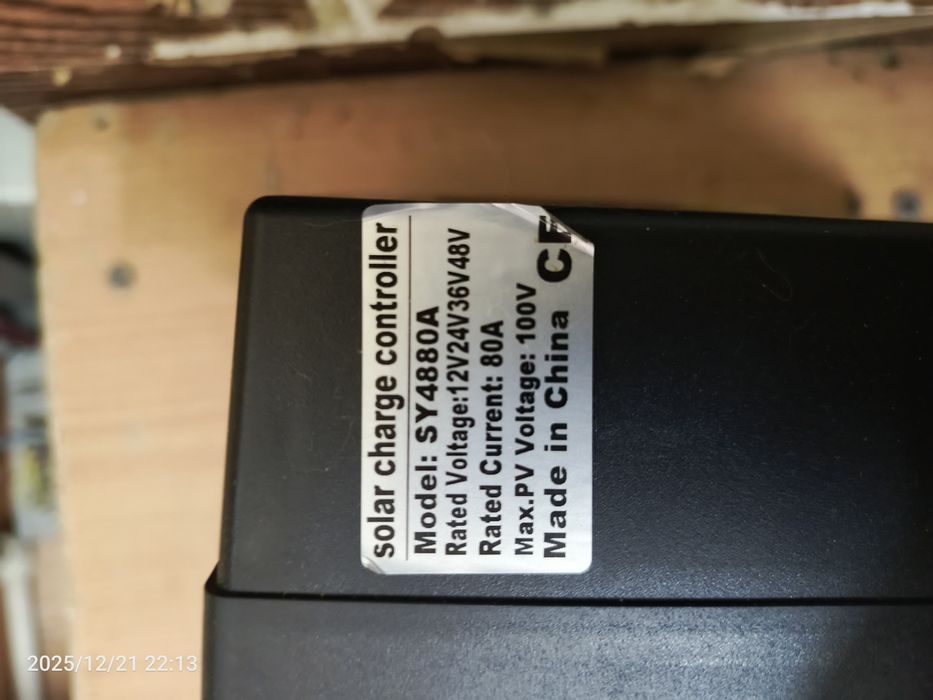 solar charge controller
Model: SY4880A
Rated Voltage:12V24V36V48V
Rated Current: 80A
Max.PV Voltage: 100V
Made in China CE
2025/12/21 22:13